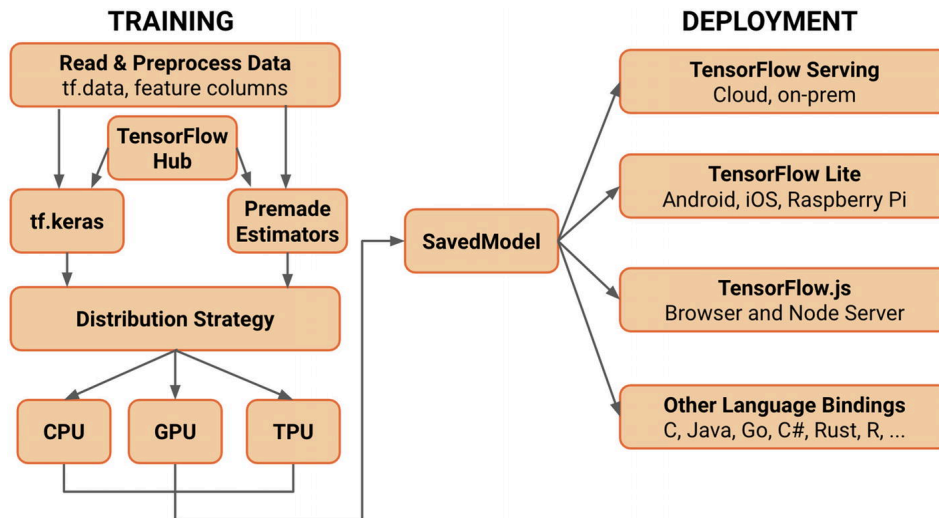 TRAINING
Read & Preprocess Data
tf.data, feature columns
TensorFlow
Hub
tf.keras
Premade
Estimators
Distribution Strategy
CPU
GPU
TPU
SavedModel
DEPLOYMENT
TensorFlow Serving
Cloud, on-prem
TensorFlow Lite
Android, iOS, Raspberry Pi
TensorFlow.js
Browser and Node Server
Other Language Bindings
C, Java, Go, C#, Rust, R, ...